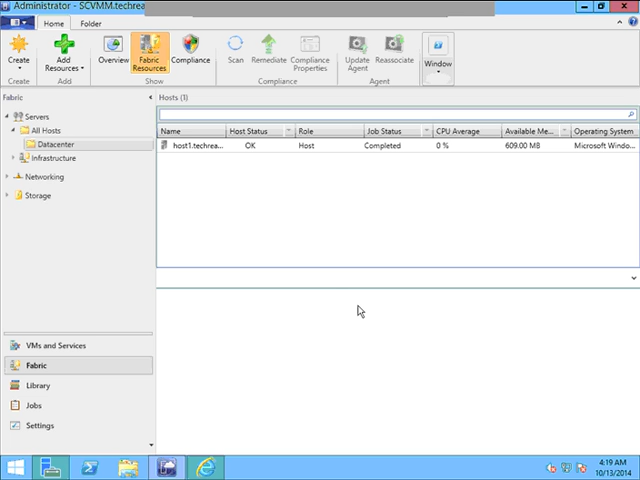 Administrator - SCVMM.techrea
Home Folder
Create Add Resources Overview Fabric Resources Compliance Scan Remediate Compliance Properties Update Agent Reassociate Window
Create Add Show Compliance Agent
Fabric
Servers
All Hosts
Datacenter
Infrastructure
Networking
Storage
Hosts (1)
Name Host Status Role Job Status CPU Average Available Me... Operating System
host1.techrea... OK Host Completed 0 % 609.00 MB Microsoft Windo...
VMs and Services
Fabric
Library
Jobs
Settings
4:19 AM
10/13/2014